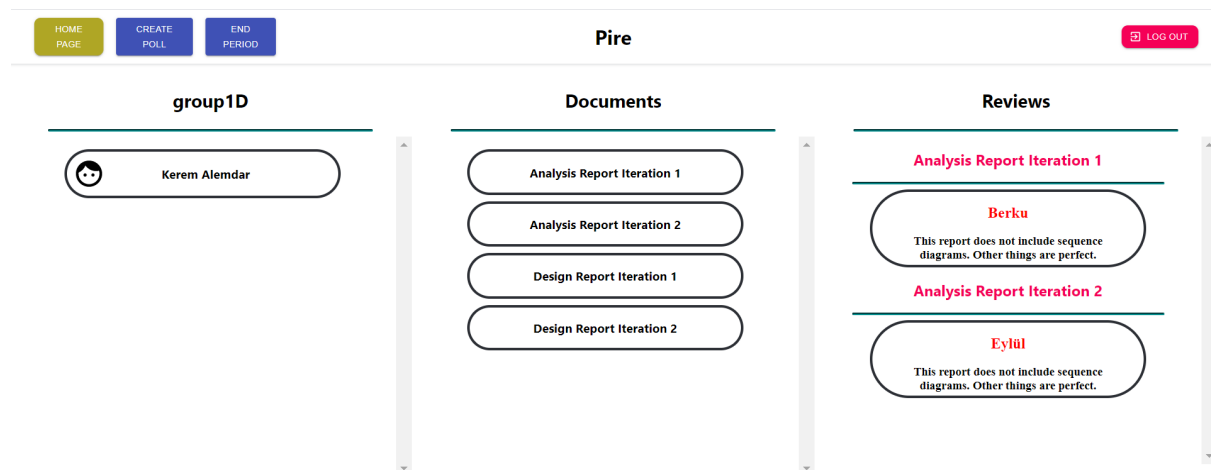 HOME
PAGE
CREATE
POLL
END
PERIOD
Pire
LOG OUT
group1D
Kerem Alemdar
Documents
Analysis Report Iteration 1
Analysis Report Iteration 2
Design Report Iteration 1
Design Report Iteration 2
Reviews
Analysis Report Iteration 1
Berku
This report does not include sequence
diagrams. Other things are perfect.
Analysis Report Iteration 2
Eylül
This report does not include sequence
diagrams. Other things are perfect.